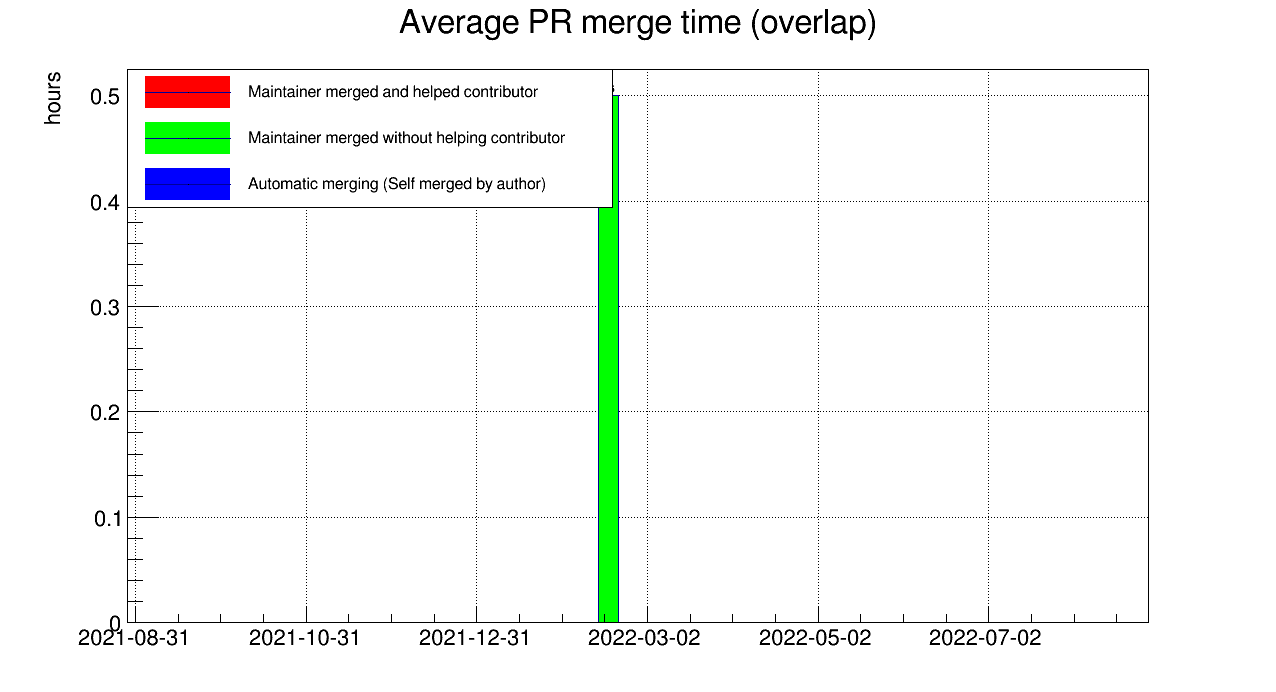 Average PR merge time (overlap)
hours
Maintainer merged and helped contributor
Maintainer merged without helping contributor
Automatic merging (Self merged by author)
0.5
0.4
0.3
0.2
0.1
0
2021-08-31 2021-10-31 2021-12-31 2022-03-02 2022-05-02 2022-07-02